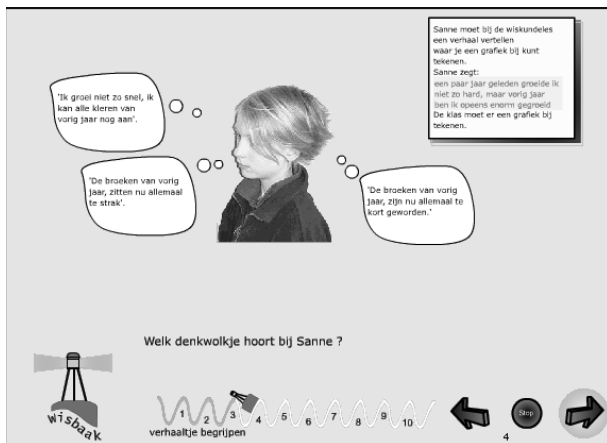 Sanne moet bij de wiskundeles
een verhaal vertellen
waar je een grafiek bij kunt
tekenen.
Sanne zegt:
een paar jaar geleden groeide ik
niet zo hard, maar vorig jaar
ben ik opeens enorm gegroeid
De klas moet er een grafiek bij
tekenen.
'Ik groei niet zo snel, ik
kan alle kleren van
vorig jaar nog aan'.
'De broeken van vorig
jaar, zitten nu allemaal
te strak'.
'De broeken van vorig
jaar, zijn nu allemaal te
kort geworden.'
Welk denkwolkje hoort bij Sanne ?
wisbaak
1 2 3 4 5 6 7 8 9 10
verhaaltje begrijpen
Stop
4